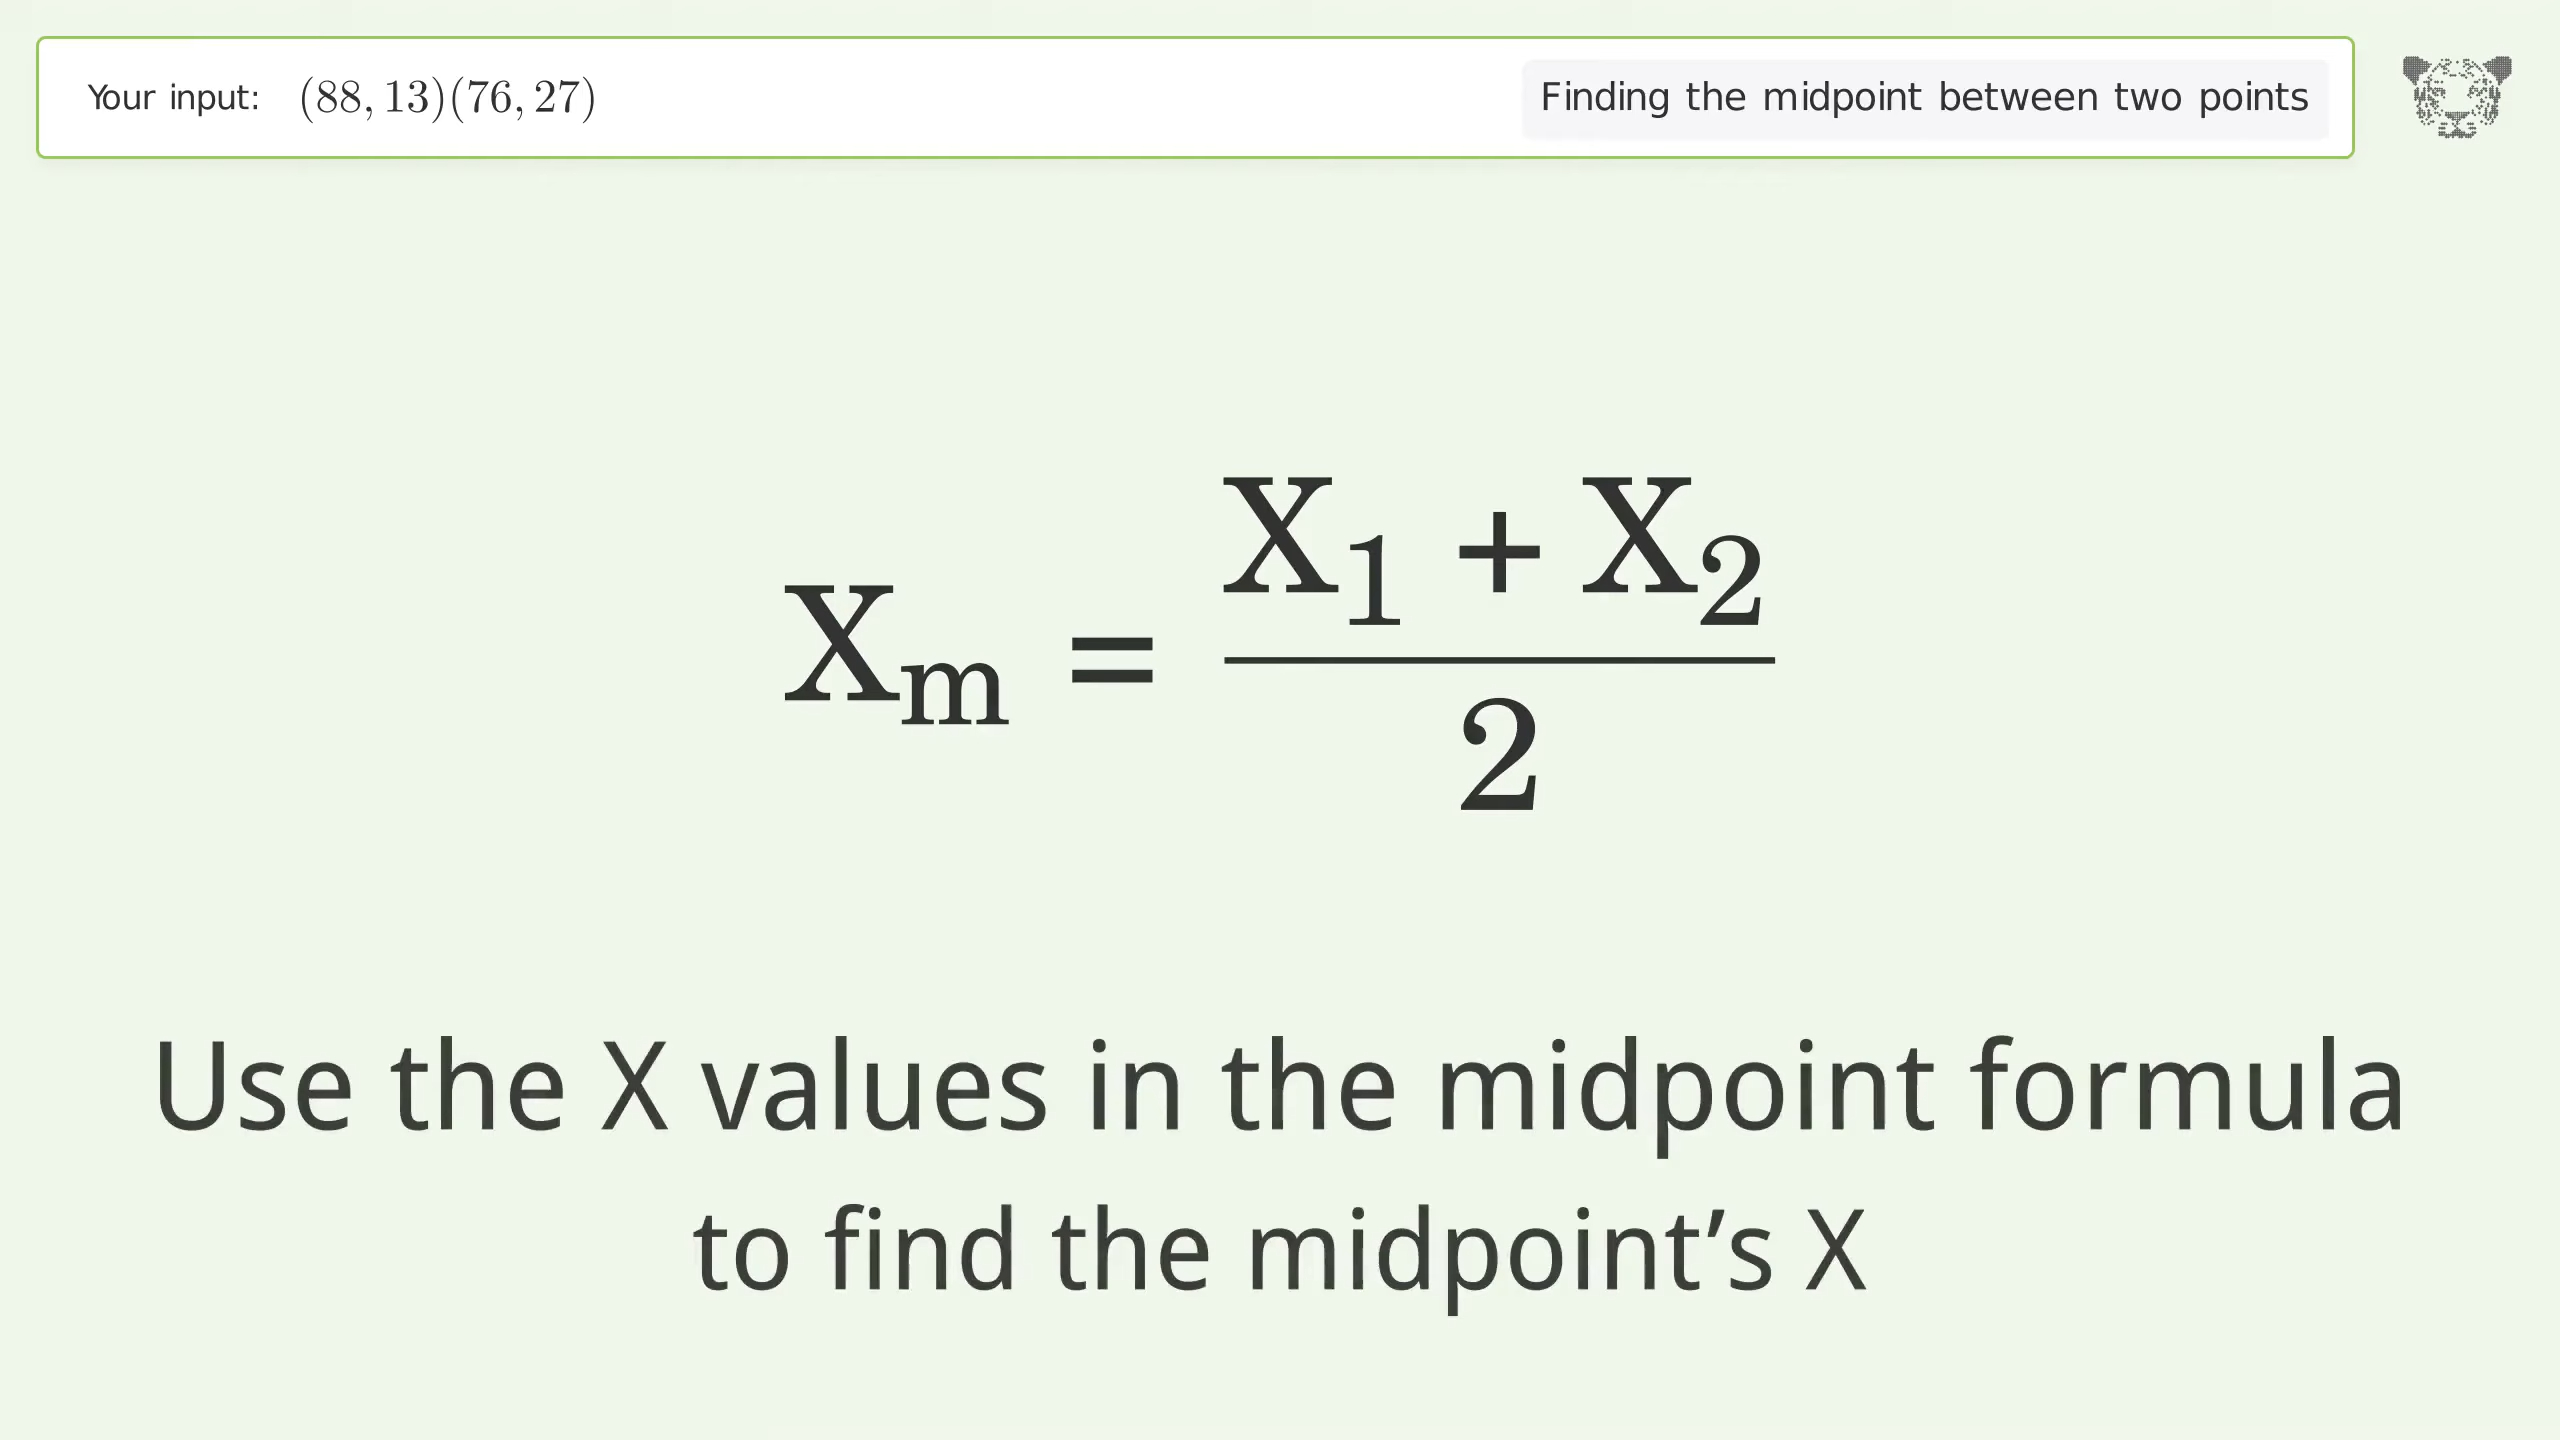 Your input: (88, 13)(76, 27)
Finding the midpoint between two points
Xₘ = (X₁ + X₂) / 2
Use the X values in the midpoint formula
to find the midpoint’s X